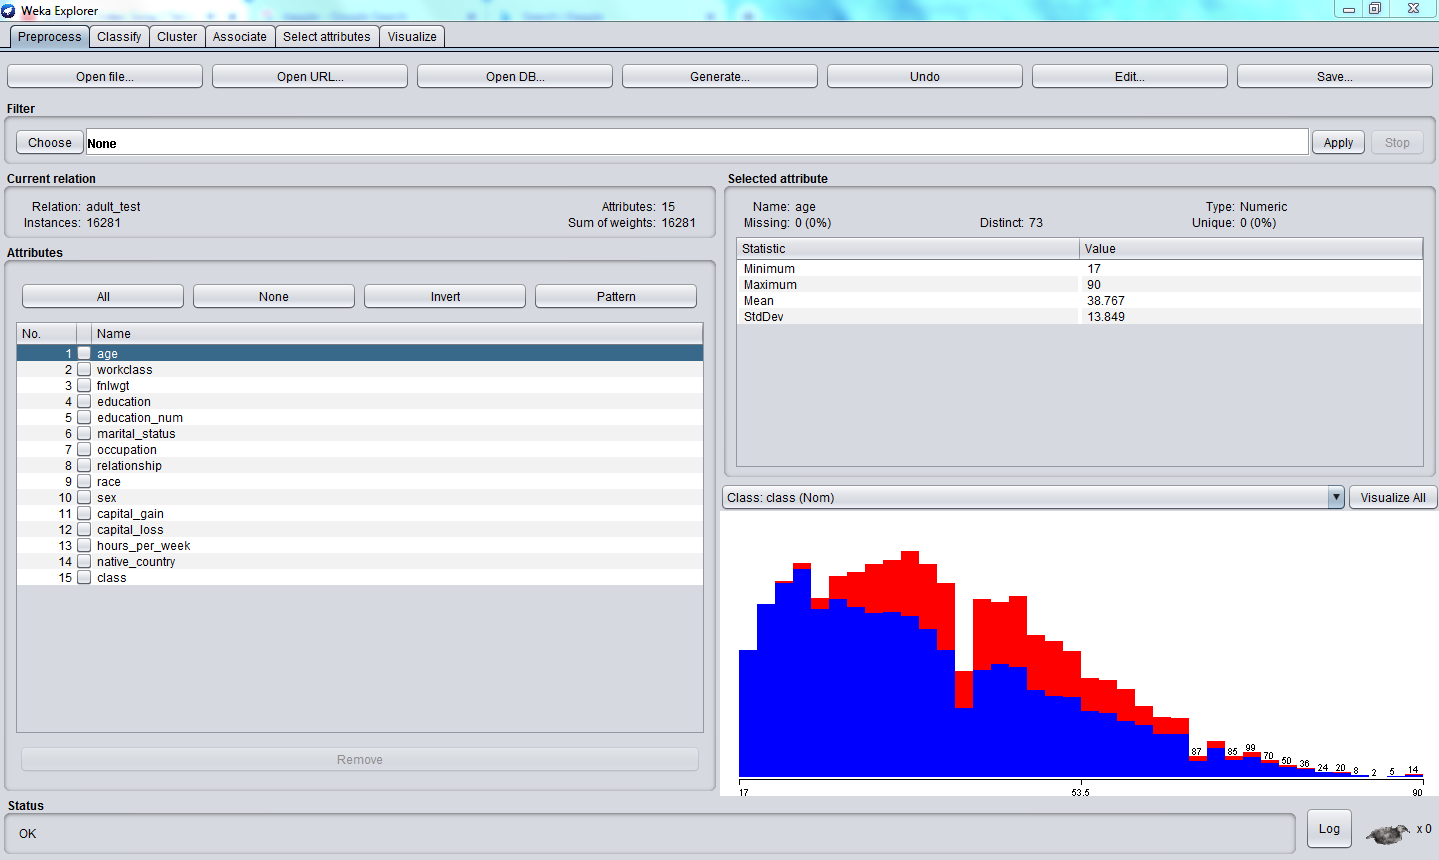 Weka Explorer
Preprocess Classify Cluster Associate Select attributes Visualize
Open file... Open URL... Open DB... Generate... Undo Edit... Save...
Filter
Choose None Apply Stop
Current relation
Relation: adult_test Attributes: 15
Instances: 16281 Sum of weights: 16281
Attributes
All None Invert Pattern
No. Name
1 age
2 workclass
3 fnlwgt
4 education
5 education_num
6 marital_status
7 occupation
8 relationship
9 race
10 sex
11 capital_gain
12 capital_loss
13 hours_per_week
14 native_country
15 class
Remove
Selected attribute
Name: age Type: Numeric
Missing: 0 (0%) Distinct: 73 Unique: 0 (0%)
Statistic Value
Minimum 17
Maximum 90
Mean 38.767
StdDev 13.849
Class: class (Nom) Visualize All
87 85 99 70 50 36 24 20 8 2 5 14
17 53.5 90
Status
OK Log x 0